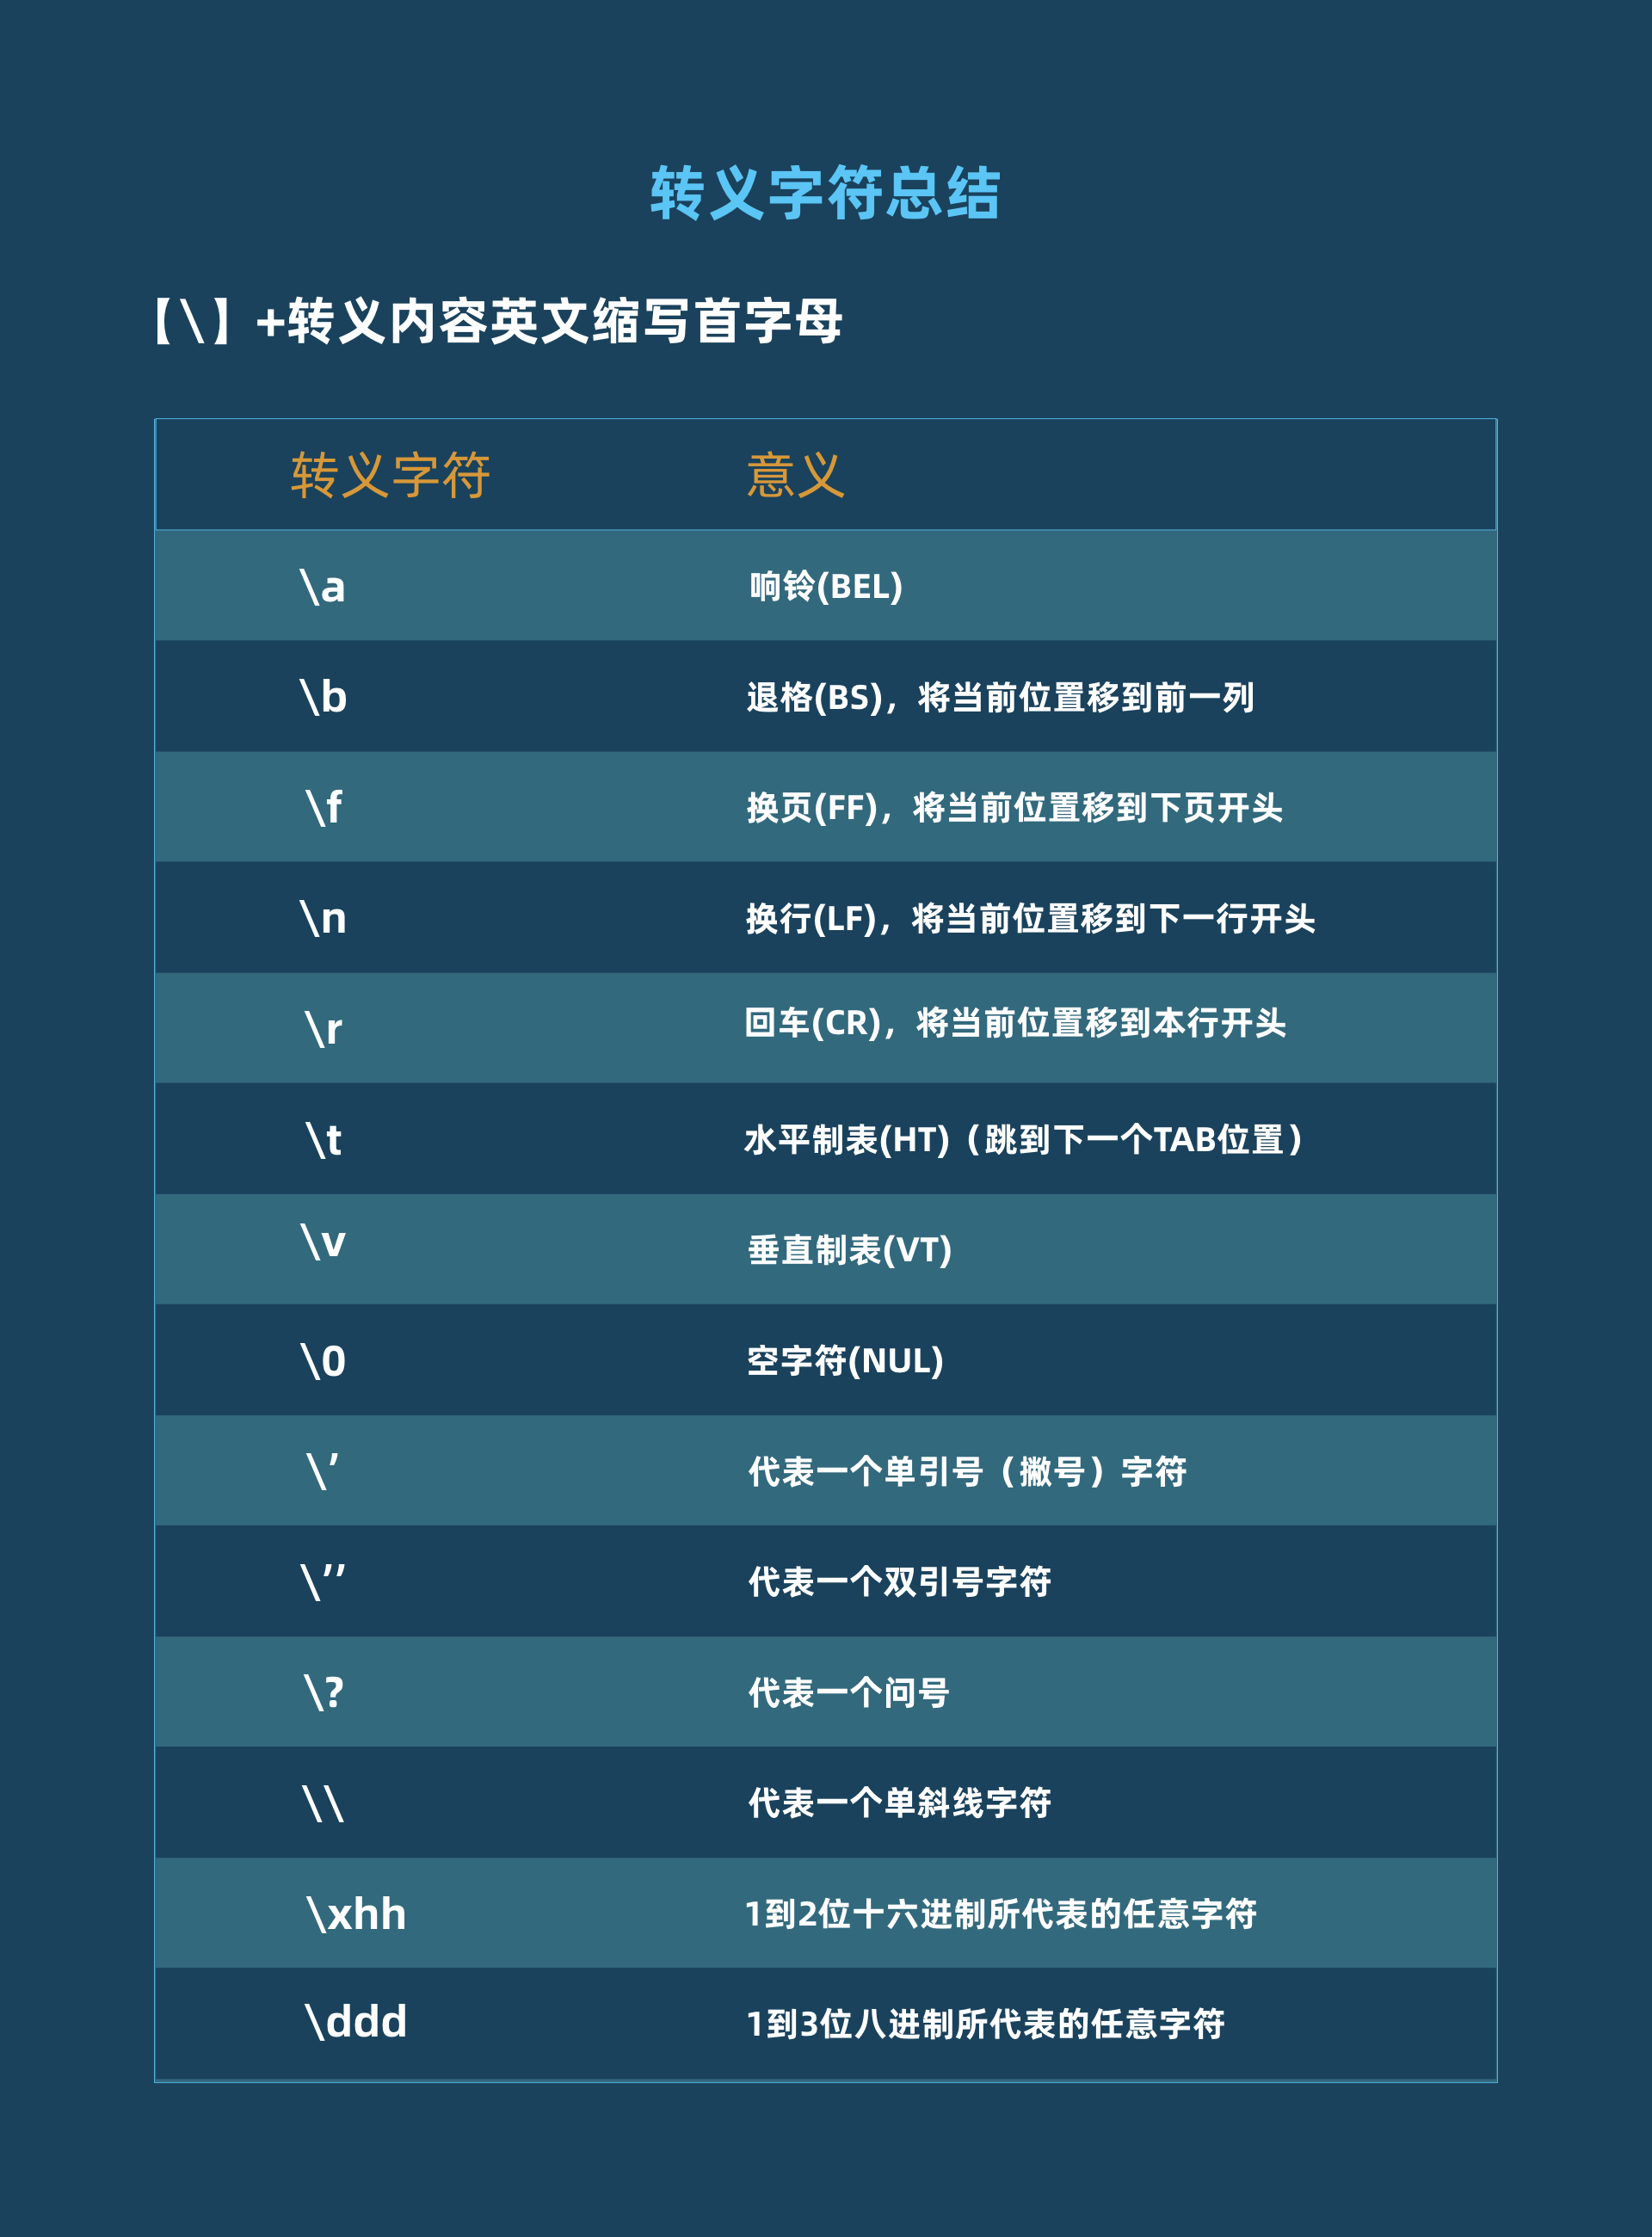 转义字符总结
【\】+转义内容英文缩写首字母
转义字符 意义
\a 响铃(BEL)
\b 退格(BS)，将当前位置移到前一列
\f 换页(FF)，将当前位置移到下页开头
\n 换行(LF)，将当前位置移到下一行开头
\r 回车(CR)，将当前位置移到本行开头
\t 水平制表(HT)（跳到下一个TAB位置）
\v 垂直制表(VT)
\0 空字符(NUL)
\’ 代表一个单引号（撇号）字符
\’’ 代表一个双引号字符
\? 代表一个问号
\\ 代表一个单斜线字符
\xhh 1到2位十六进制所代表的任意字符
\ddd 1到3位八进制所代表的任意字符